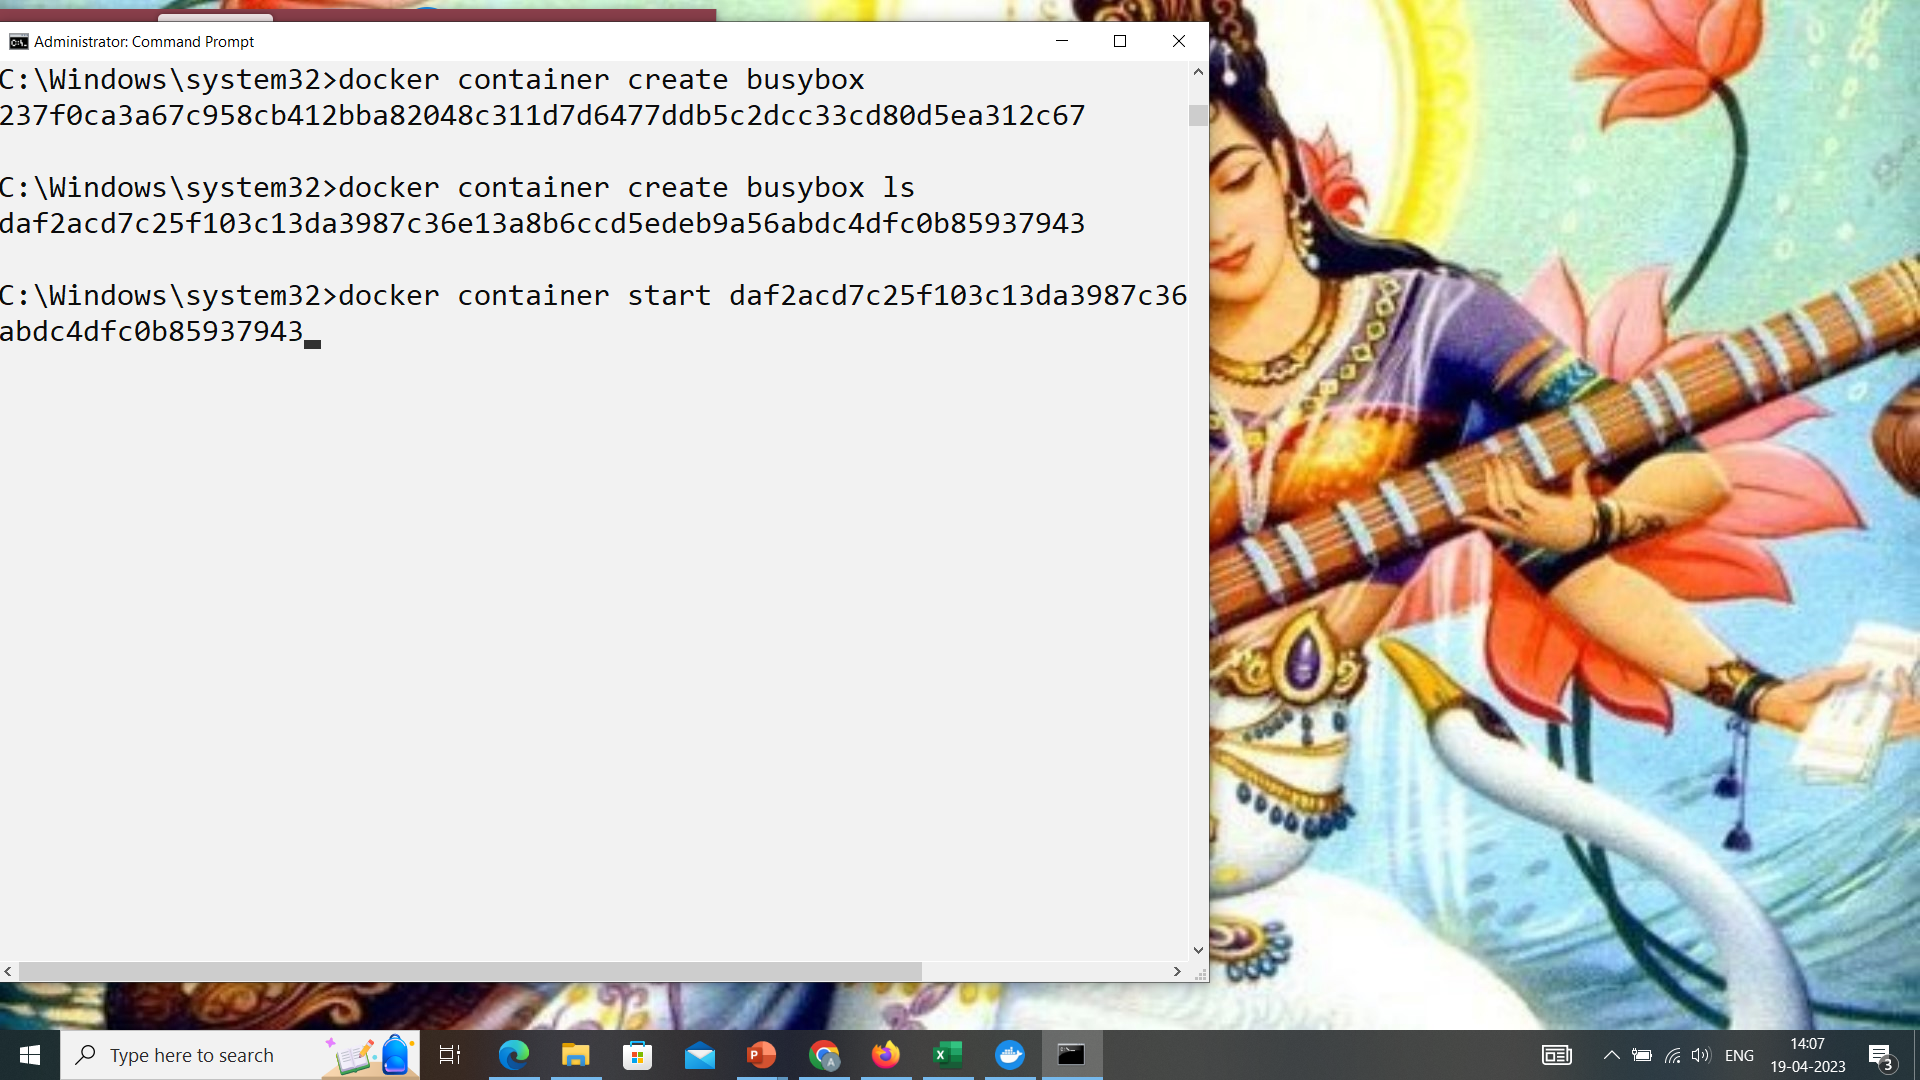 Administrator: Command Prompt
C:\Windows\system32>docker container create busybox
237f0ca3a67c958cb412bba82048c311d7d6477ddb5c2dcc33cd80d5ea312c67
C:\Windows\system32>docker container create busybox ls
daf2acd7c25f103c13da3987c36e13a8b6ccd5edeb9a56abdc4dfc0b85937943
C:\Windows\system32>docker container start daf2acd7c25f103c13da3987c36
abdc4dfc0b85937943
Type here to search
ENG
14:07
19-04-2023
3